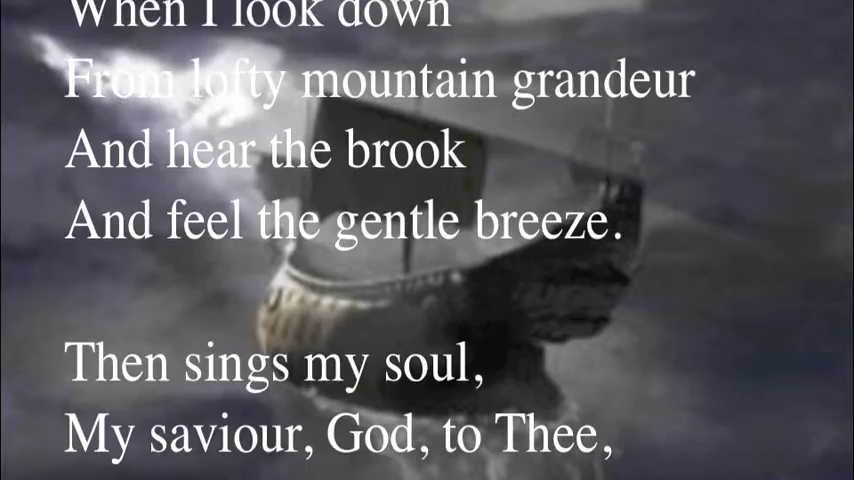 When I look down
From lofty mountain grandeur
And hear the brook
And feel the gentle breeze.
Then sings my soul,
My saviour, God, to Thee,